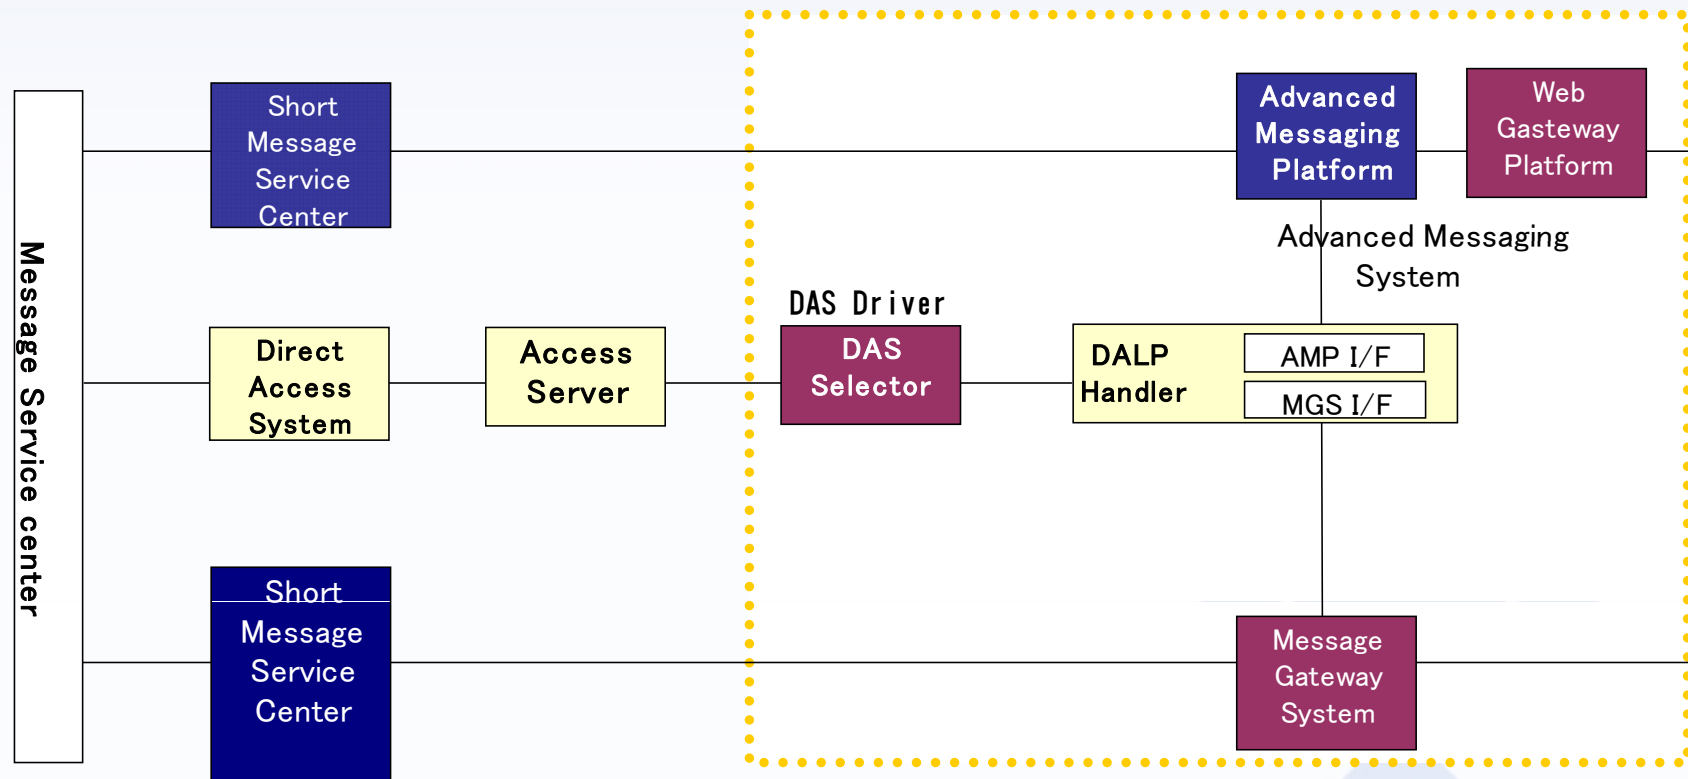 Message Service center
Short
Message
Service
Center
Advanced
Messaging
Platform
Web
Gasteway
Platform
Advanced Messaging
System
Direct
Access
System
Access
Server
DAS Driver
DAS
Selector
DALP
Handler
AMP I/F
MGS I/F
Short
Message
Service
Center
Message
Gateway
System